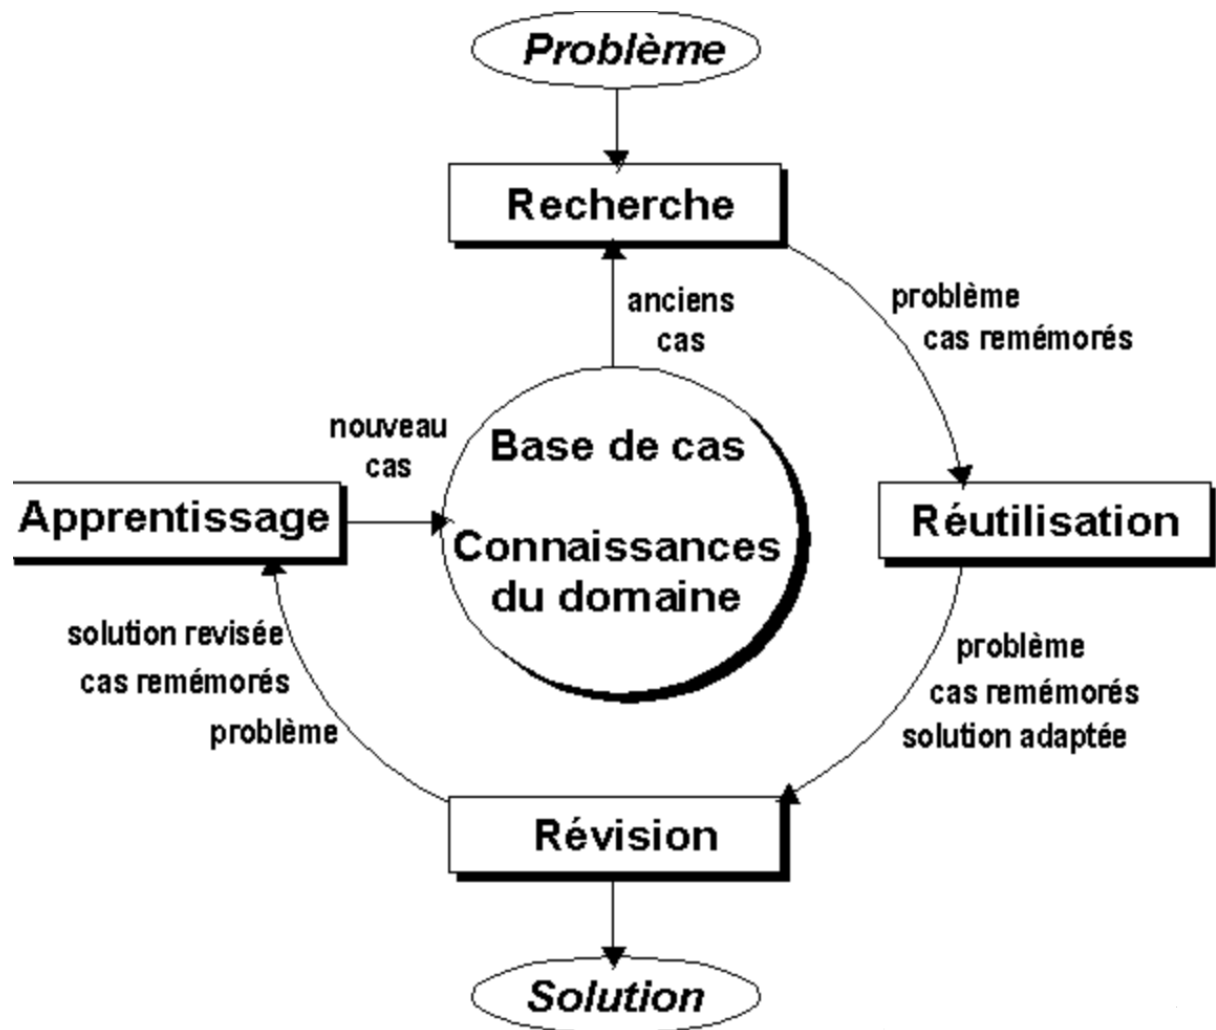 Problème
Recherche
anciens
cas
problème
cas remémorés
nouveau
cas
Base de cas
Connaissances
du domaine
Apprentissage
Réutilisation
solution revisée
cas remémorés
problème
problème
cas remémorés
solution adaptée
Révision
Solution